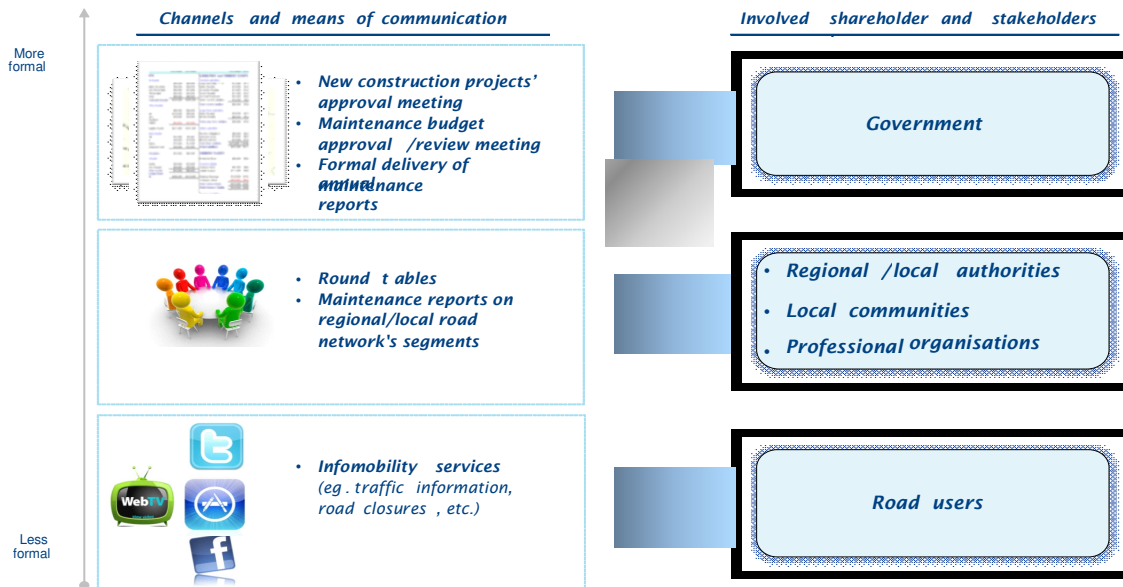 Channels and means of communication
Involved shareholder and stakeholders
More
formal
• New construction projects'
approval meeting
• Maintenance budget
approval /review meeting
• Formal delivery of
annual
maintenance
reports
Government
• Round t ables
• Maintenance reports on
regional/local road
network's segments
• Regional /local authorities
• Local communities
• Professional organisations
• Infomobility services
(eg . traffic information,
road closures , etc.)
WebTV
Road users
Less
formal